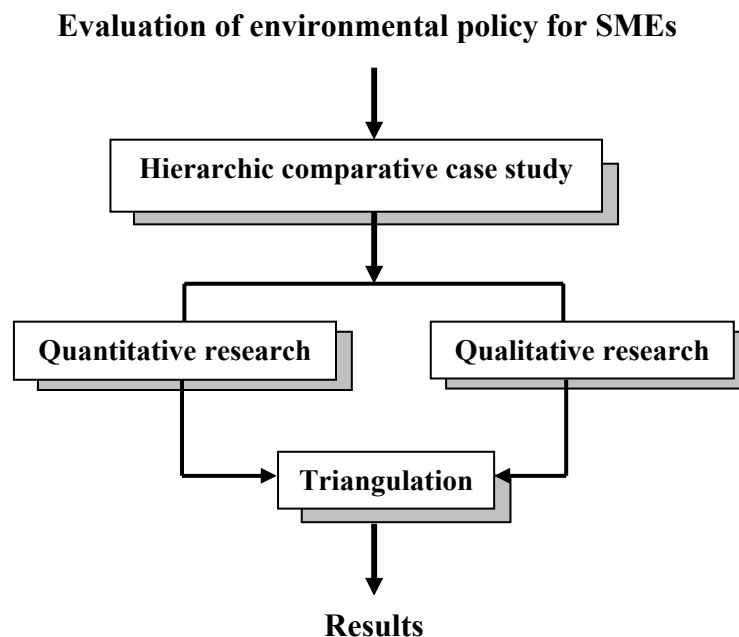 Evaluation of environmental policy for SMEs
Hierarchic comparative case study
Quantitative research
Qualitative research
Triangulation
Results